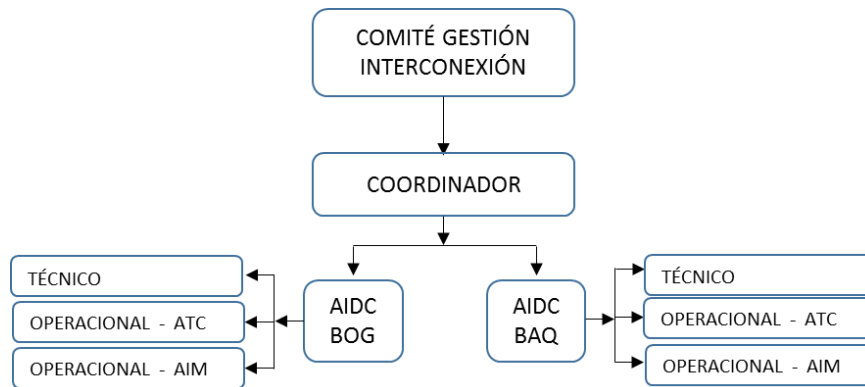 COMITÉ GESTIÓN
INTERCONEXIÓN
COORDINADOR
TÉCNICO
OPERACIONAL - ATC
OPERACIONAL - AIM
AIDC
BOG
AIDC
BAQ
TÉCNICO
OPERACIONAL - ATC
OPERACIONAL - AIM